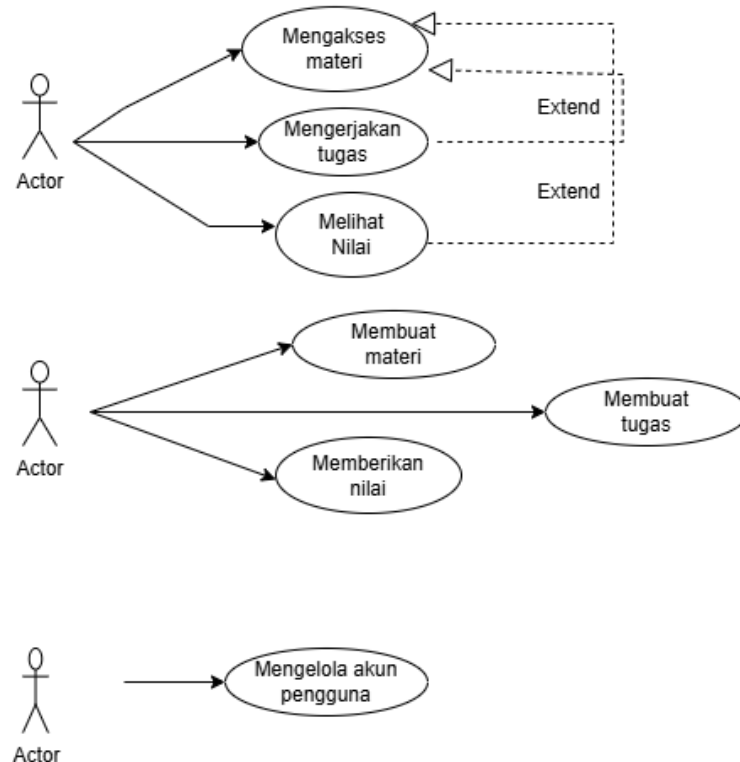 Mengakses
materi
Extend
Mengerjakan
tugas
Actor
Extend
Melihat
Nilai
Membuat
materi
Membuat
tugas
Actor
Memberikan
nilai
Mengelola akun
pengguna
Actor